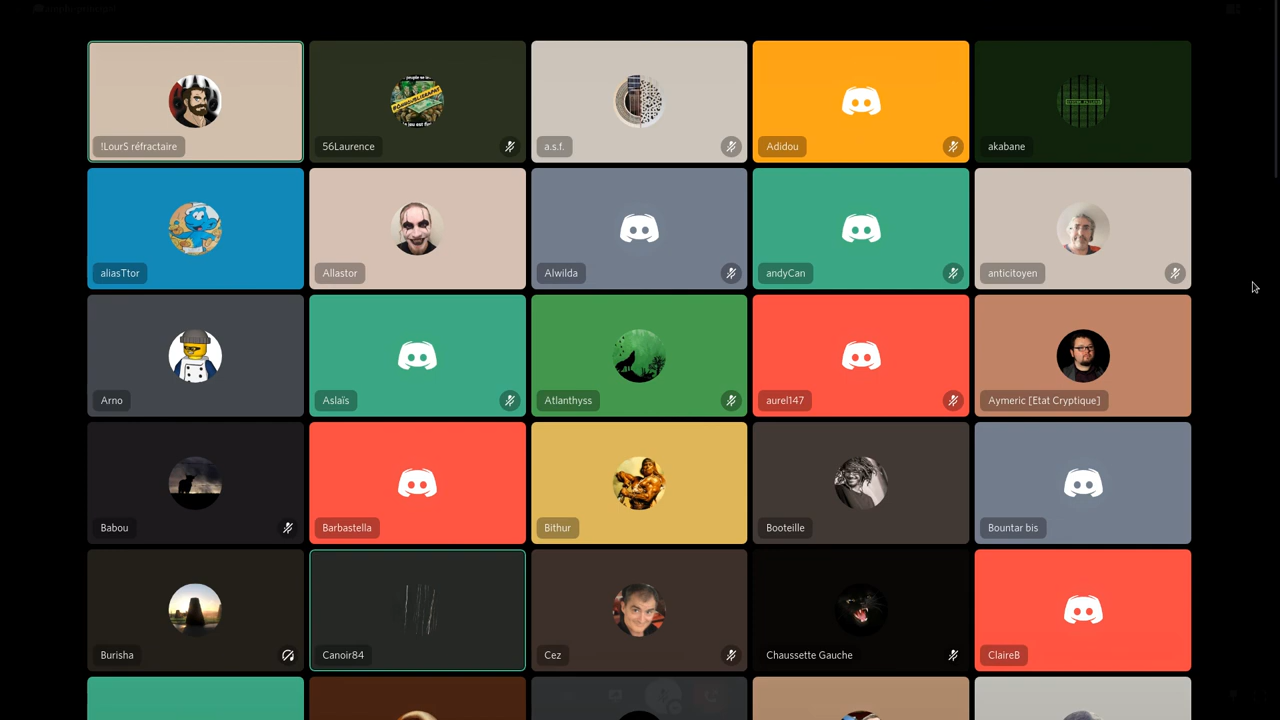 !LourS réfractaire
56Laurence
a.s.f.
Adidou
akabane
aliasTtor
Allastor
Alwilda
andyCan
anticitoyen
Arno
Aslaïs
Atlanthyss
aurel147
Aymeric [Etat Cryptique]
Babou
Barbastella
Bithur
Booteille
Bountar bis
Burisha
Canoir84
Cez
Chaussette Gauche
ClaireB